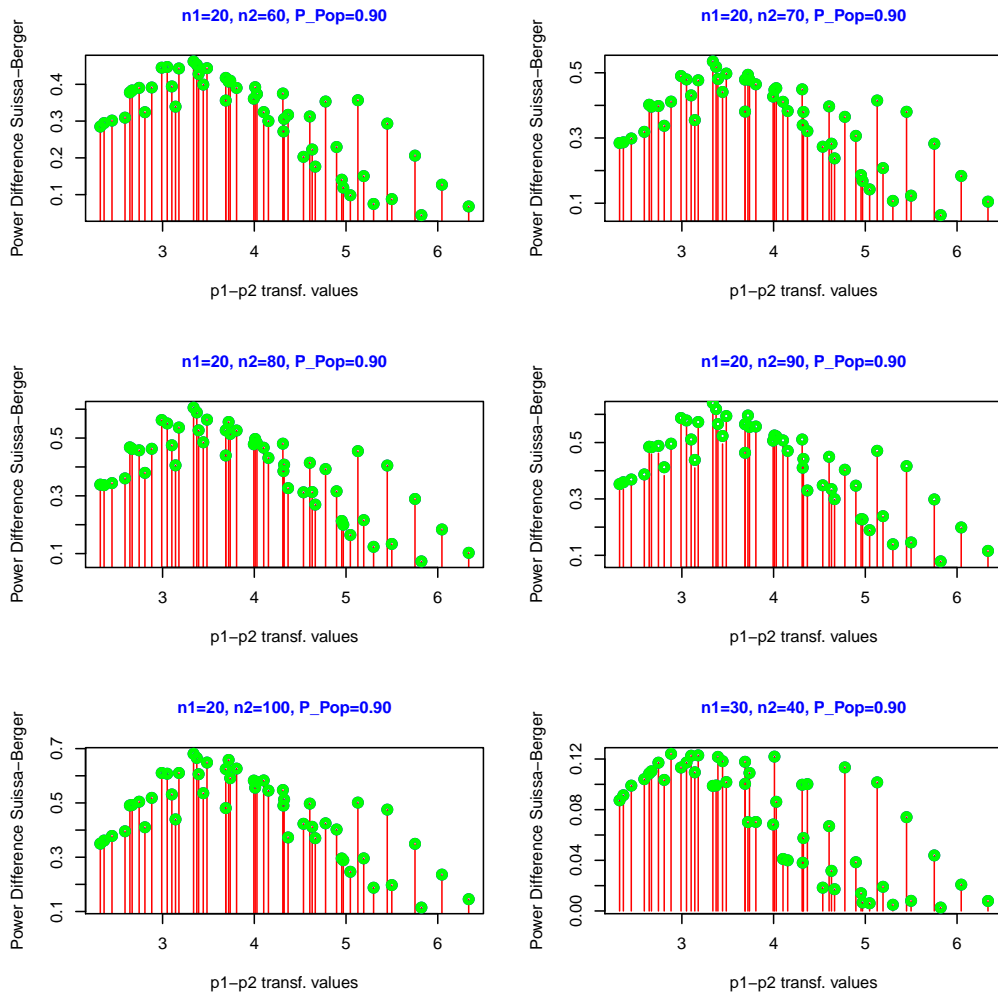 n1=20, n2=60, P_Pop=0.90
Power Difference Suissa−Berger
0.1 0.2 0.3 0.4
3 4 5 6
p1−p2 transf. values
n1=20, n2=70, P_Pop=0.90
Power Difference Suissa−Berger
0.1 0.3 0.5
3 4 5 6
p1−p2 transf. values
n1=20, n2=80, P_Pop=0.90
Power Difference Suissa−Berger
0.1 0.3 0.5
3 4 5 6
p1−p2 transf. values
n1=20, n2=90, P_Pop=0.90
Power Difference Suissa−Berger
0.1 0.3 0.5
3 4 5 6
p1−p2 transf. values
n1=20, n2=100, P_Pop=0.90
Power Difference Suissa−Berger
0.1 0.3 0.5 0.7
3 4 5 6
p1−p2 transf. values
n1=30, n2=40, P_Pop=0.90
Power Difference Suissa−Berger
0.00 0.04 0.08 0.12
3 4 5 6
p1−p2 transf. values